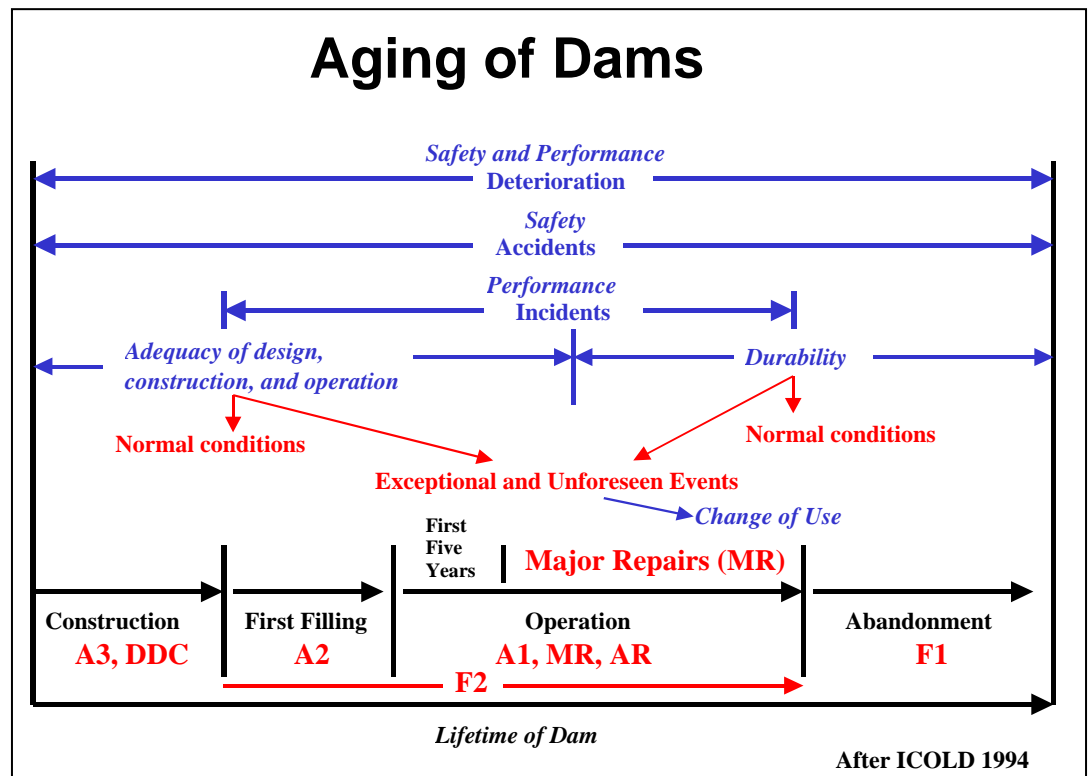 Aging of Dams
Safety and Performance
Deterioration
Safety
Accidents
Performance
Incidents
Adequacy of design,
construction, and operation
Durability
Normal conditions
Normal conditions
Exceptional and Unforeseen Events
Change of Use
First
Five
Years
Major Repairs (MR)
Construction
First Filling
Operation
Abandonment
A3, DDC
A2
A1, MR, AR
F1
F2
Lifetime of Dam
After ICOLD 1994